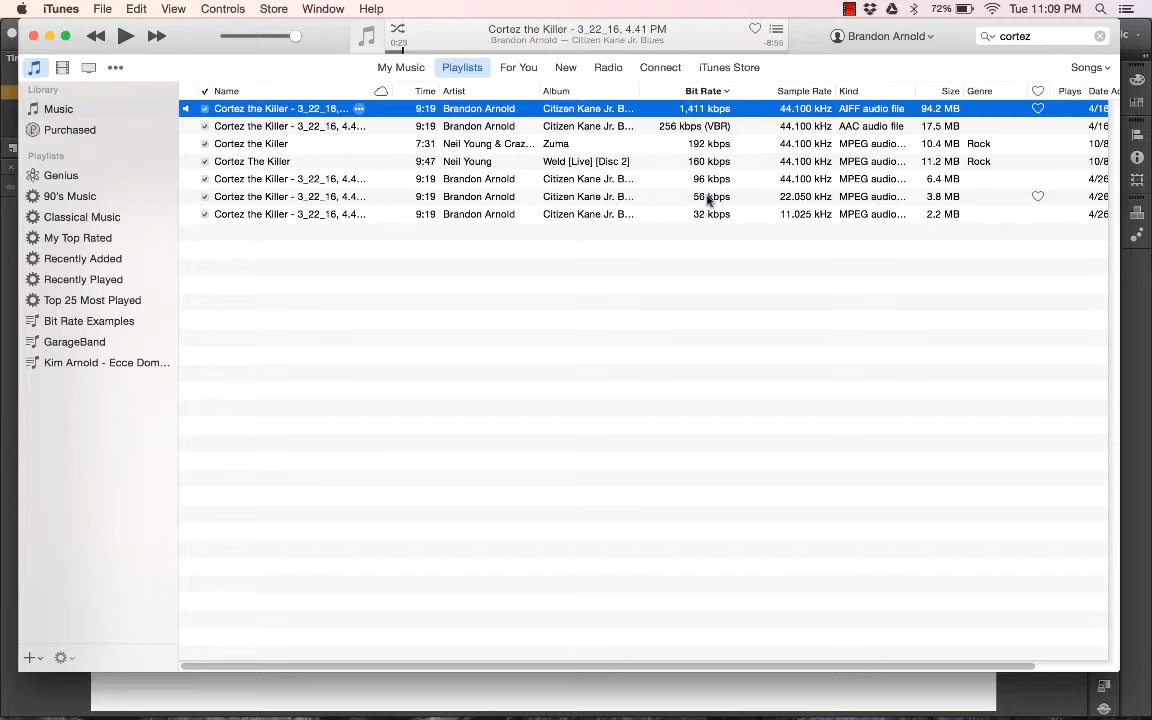 iTunes File Edit View Controls Store Window Help 72% Tue 11:09 PM
Cortez the Killer - 3_22_16, 4.41 PM
Brandon Arnold — Citizen Kane Jr. Blues
0:23 -8:55
Brandon Arnold
cortez
My Music Playlists For You New Radio Connect iTunes Store Songs
Library
Music
Purchased
Playlists
Genius
90's Music
Classical Music
My Top Rated
Recently Added
Recently Played
Top 25 Most Played
Bit Rate Examples
GarageBand
Kim Arnold - Ecce Dom...
Name Time Artist Album Bit Rate Sample Rate Kind Size Genre Plays Date Ac
Cortez the Killer - 3_22_16,... 9:19 Brandon Arnold Citizen Kane Jr. B... 1,411 kbps 44.100 kHz AIFF audio file 94.2 MB 4/16
Cortez the Killer - 3_22_16, 4.4... 9:19 Brandon Arnold Citizen Kane Jr. B... 256 kbps (VBR) 44.100 kHz AAC audio file 17.5 MB 4/16
Cortez the Killer 7:31 Neil Young & Craz... Zuma 192 kbps 44.100 kHz MPEG audio... 10.4 MB Rock 10/8
Cortez The Killer 9:47 Neil Young Weld [Live] [Disc 2] 160 kbps 44.100 kHz MPEG audio... 11.2 MB Rock 10/8
Cortez the Killer - 3_22_16, 4.4... 9:19 Brandon Arnold Citizen Kane Jr. B... 96 kbps 44.100 kHz MPEG audio... 6.4 MB 4/26
Cortez the Killer - 3_22_16, 4.4... 9:19 Brandon Arnold Citizen Kane Jr. B... 56 kbps 22.050 kHz MPEG audio... 3.8 MB 4/26
Cortez the Killer - 3_22_16, 4.4... 9:19 Brandon Arnold Citizen Kane Jr. B... 32 kbps 11.025 kHz MPEG audio... 2.2 MB 4/26